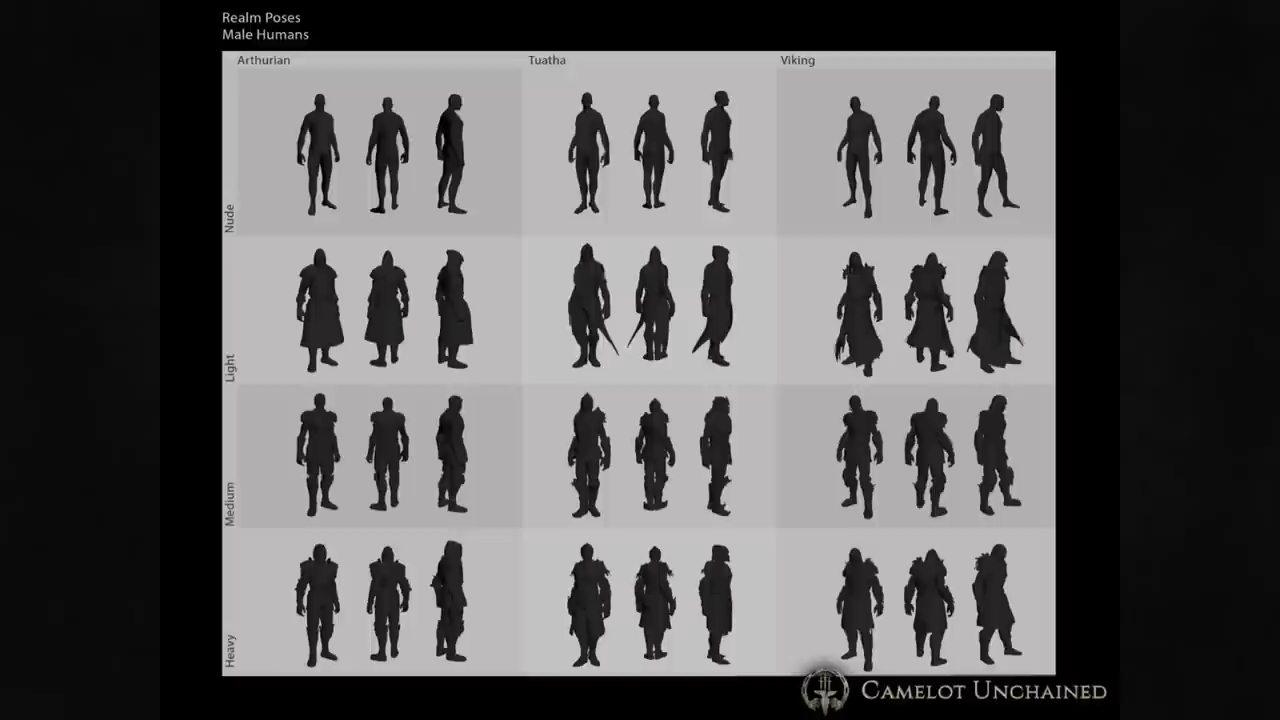 Realm Poses
Male Humans
Arthurian
Tuatha
Viking
Nude
Light
Medium
Heavy
CAMELOT UNCHAINED